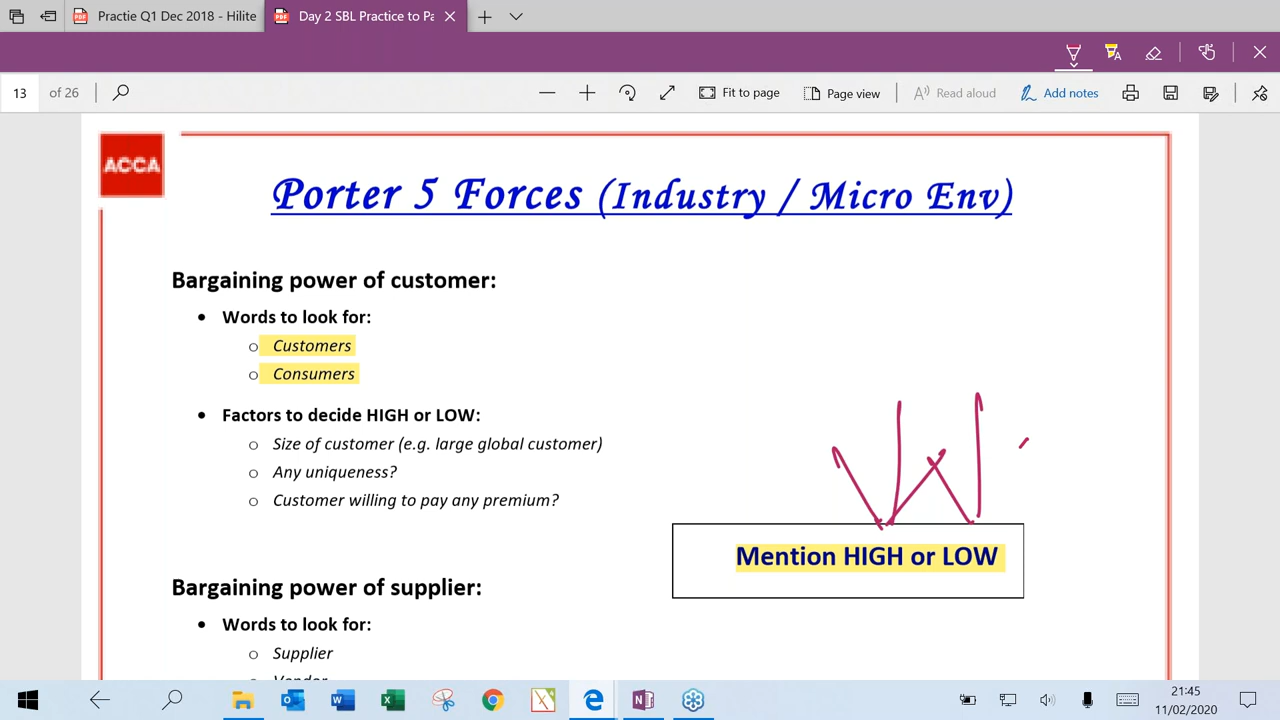 Practie Q1 Dec 2018 - Hilite
Day 2 SBL Practice to Pa
13 of 26
Fit to page
Page view
Read aloud
Add notes
ACCA
Porter 5 Forces (Industry / Micro Env)
Bargaining power of customer:
• Words to look for:
o Customers
o Consumers
• Factors to decide HIGH or LOW:
o Size of customer (e.g. large global customer)
o Any uniqueness?
o Customer willing to pay any premium?
Mention HIGH or LOW
Bargaining power of supplier:
• Words to look for:
o Supplier
o Vendor
21:45
11/02/2020